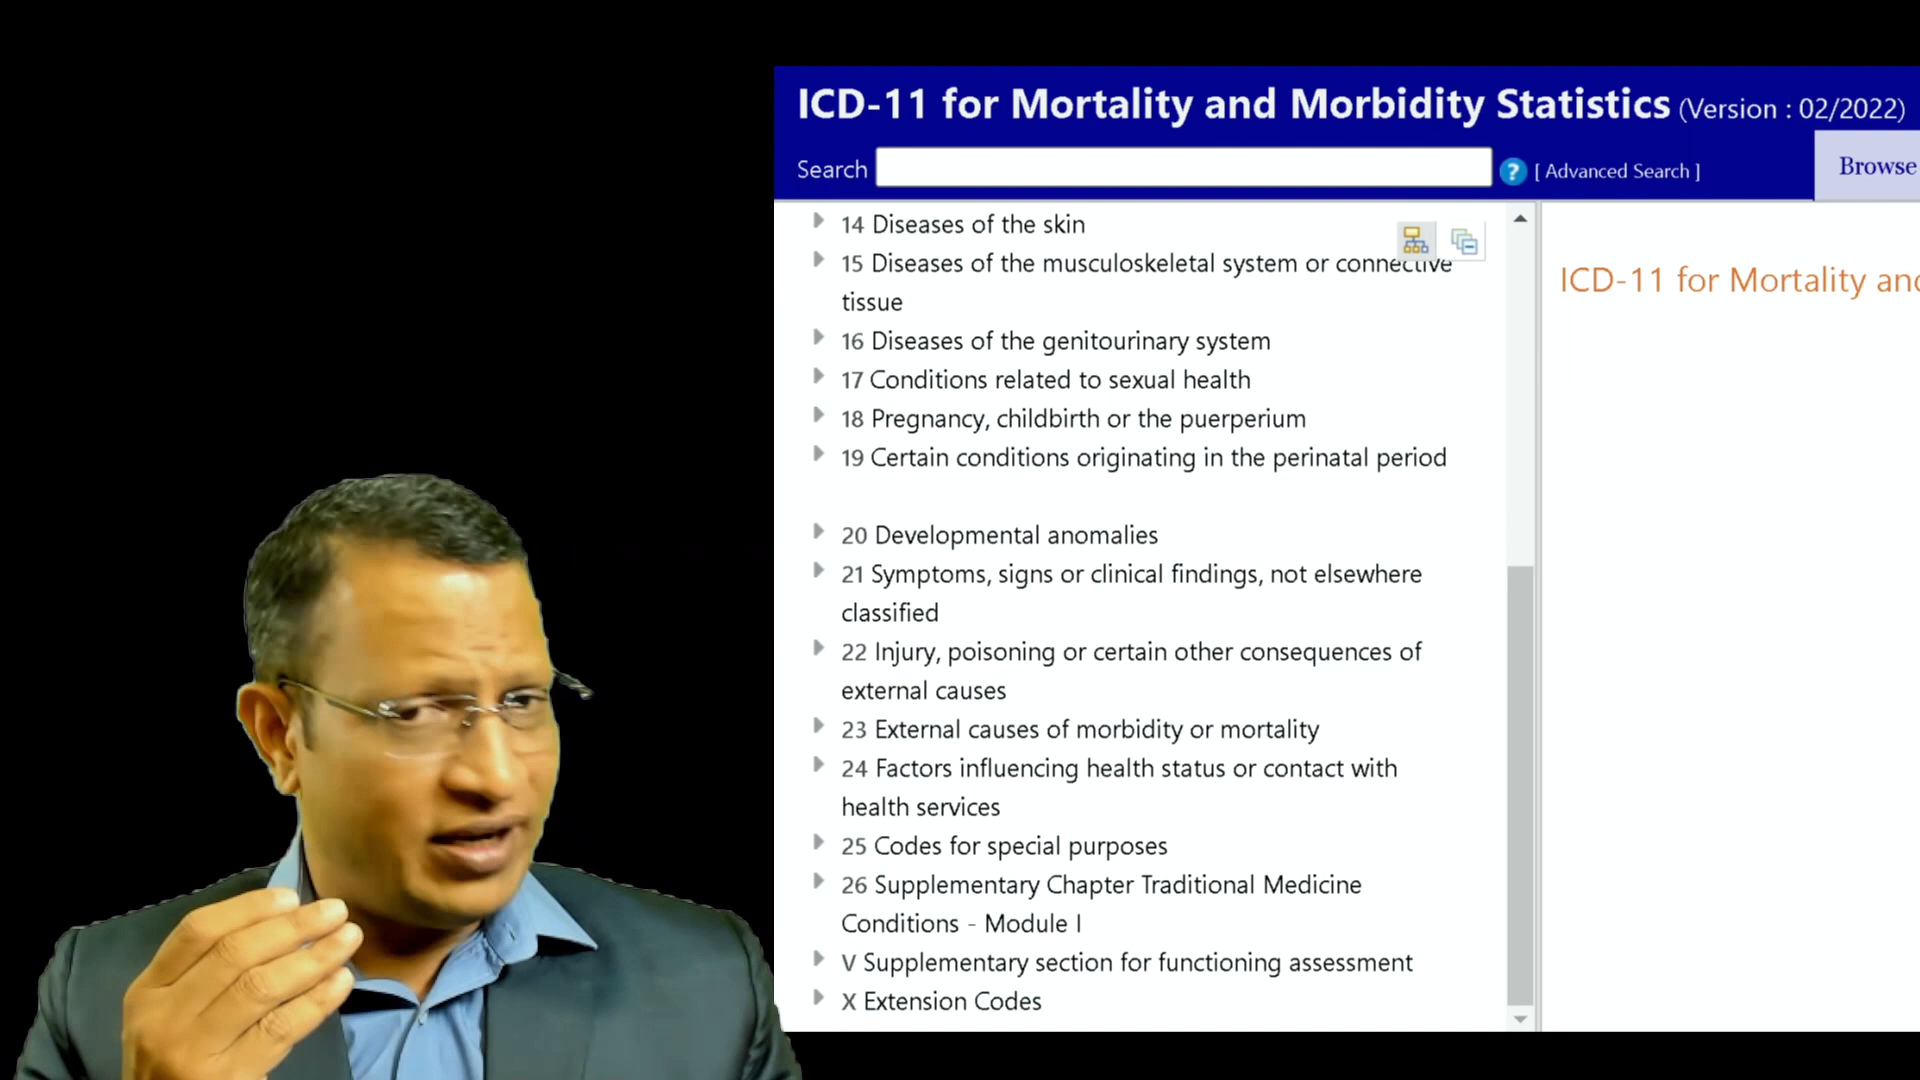 ICD-11 for Mortality and Morbidity Statistics (Version : 02/2022)
Search ? [ Advanced Search ] Browse
14 Diseases of the skin
15 Diseases of the musculoskeletal system or connective
tissue
16 Diseases of the genitourinary system
17 Conditions related to sexual health
18 Pregnancy, childbirth or the puerperium
19 Certain conditions originating in the perinatal period
20 Developmental anomalies
21 Symptoms, signs or clinical findings, not elsewhere
classified
22 Injury, poisoning or certain other consequences of
external causes
23 External causes of morbidity or mortality
24 Factors influencing health status or contact with
health services
25 Codes for special purposes
26 Supplementary Chapter Traditional Medicine
Conditions - Module I
V Supplementary section for functioning assessment
X Extension Codes
ICD-11 for Mortality and